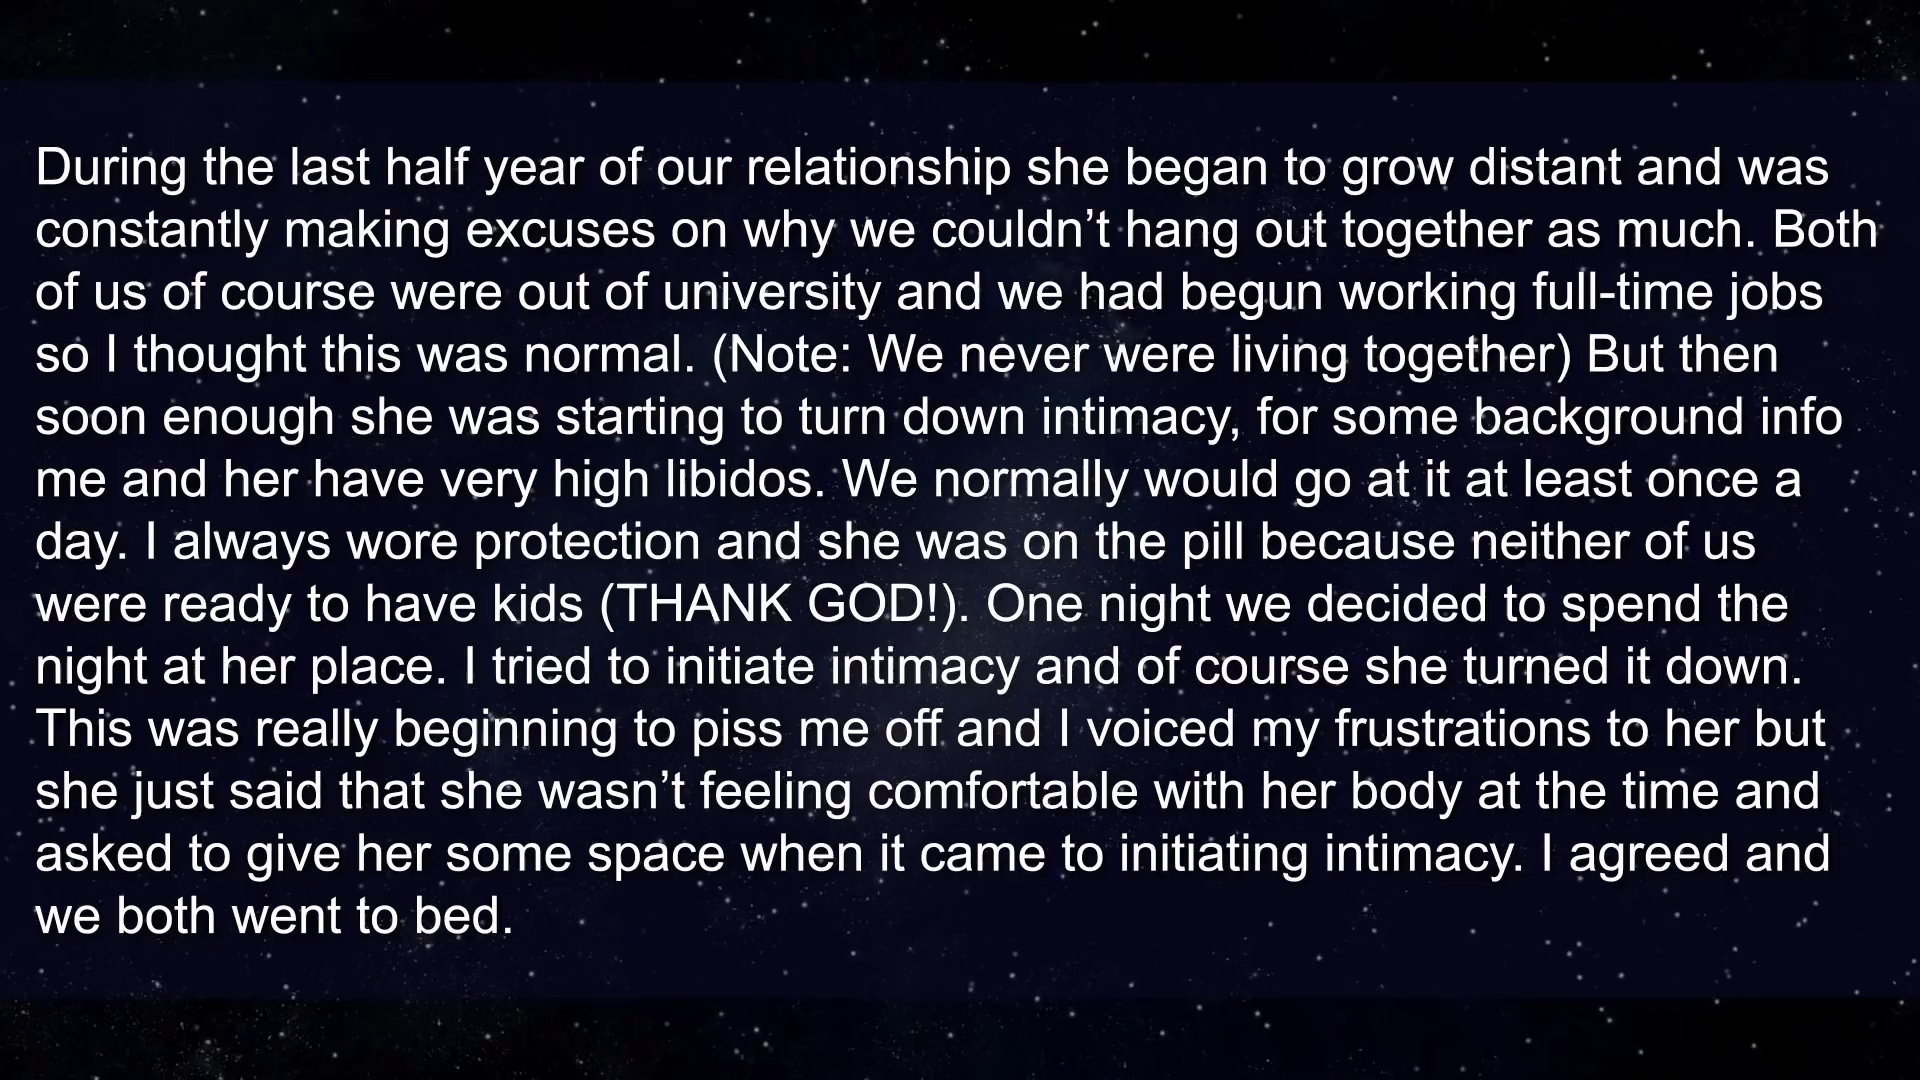 During the last half year of our relationship she began to grow distant and was
constantly making excuses on why we couldn’t hang out together as much. Both
of us of course were out of university and we had begun working full-time jobs
so I thought this was normal. (Note: We never were living together) But then
soon enough she was starting to turn down intimacy, for some background info
me and her have very high libidos. We normally would go at it at least once a
day. I always wore protection and she was on the pill because neither of us
were ready to have kids (THANK GOD!). One night we decided to spend the
night at her place. I tried to initiate intimacy and of course she turned it down.
This was really beginning to piss me off and I voiced my frustrations to her but
she just said that she wasn’t feeling comfortable with her body at the time and
asked to give her some space when it came to initiating intimacy. I agreed and
we both went to bed.